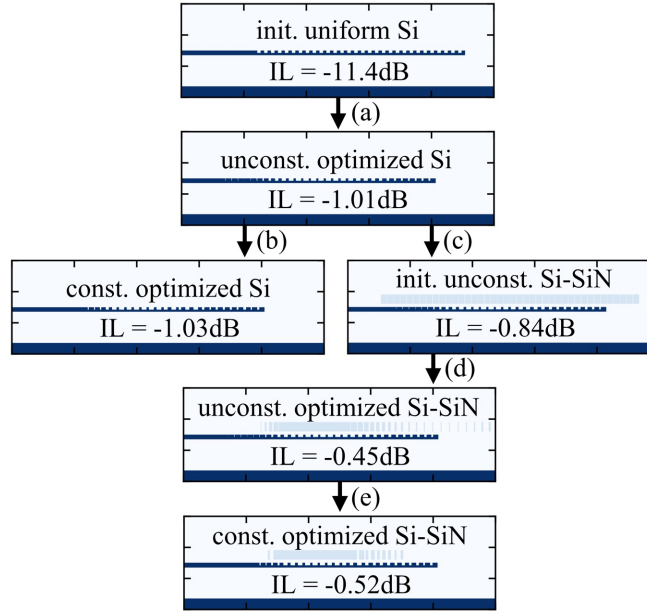 init. uniform Si
IL = -11.4dB
(a)
unconst. optimized Si
IL = -1.01dB
(b)
(c)
const. optimized Si
IL = -1.03dB
init. unconst. Si-SiN
IL = -0.84dB
(d)
unconst. optimized Si-SiN
IL = -0.45dB
(e)
const. optimized Si-SiN
IL = -0.52dB